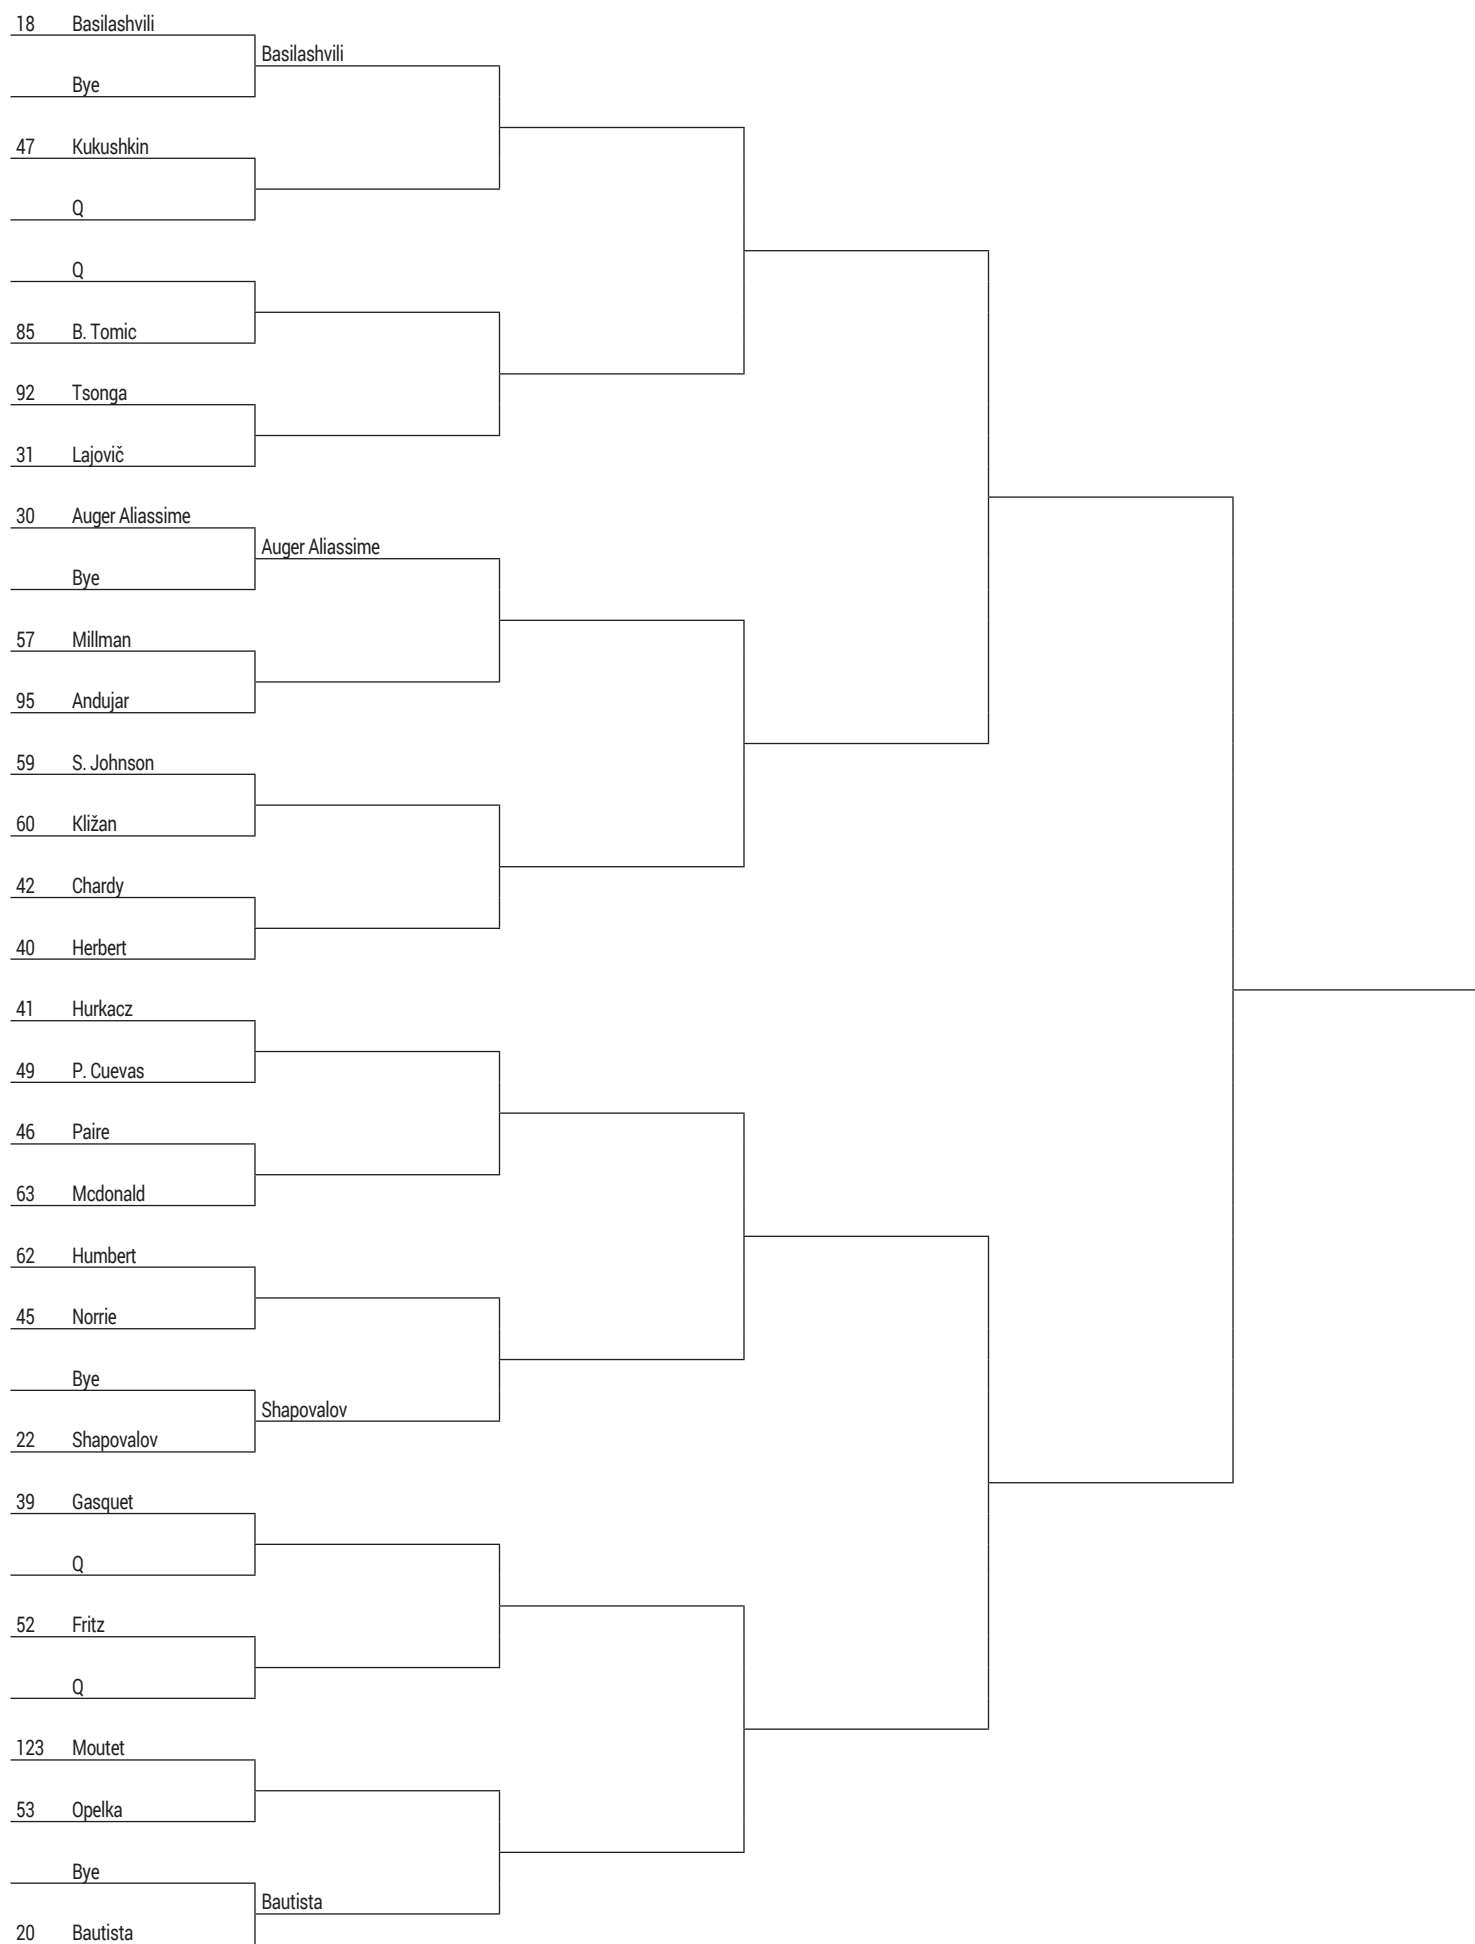 18 Basilashvili
Basilashvili
Bye
47 Kukushkin
Q
Q
85 B. Tomic
92 Tsonga
31 Lajovič
30 Auger Aliassime
Auger Aliassime
Bye
57 Millman
95 Andujar
59 S. Johnson
60 Kližan
42 Chardy
40 Herbert
41 Hurkacz
49 P. Cuevas
46 Paire
63 Mcdonald
62 Humbert
45 Norrie
Bye
Shapovalov
22 Shapovalov
39 Gasquet
Q
52 Fritz
Q
123 Moutet
53 Opelka
Bye
Bautista
20 Bautista